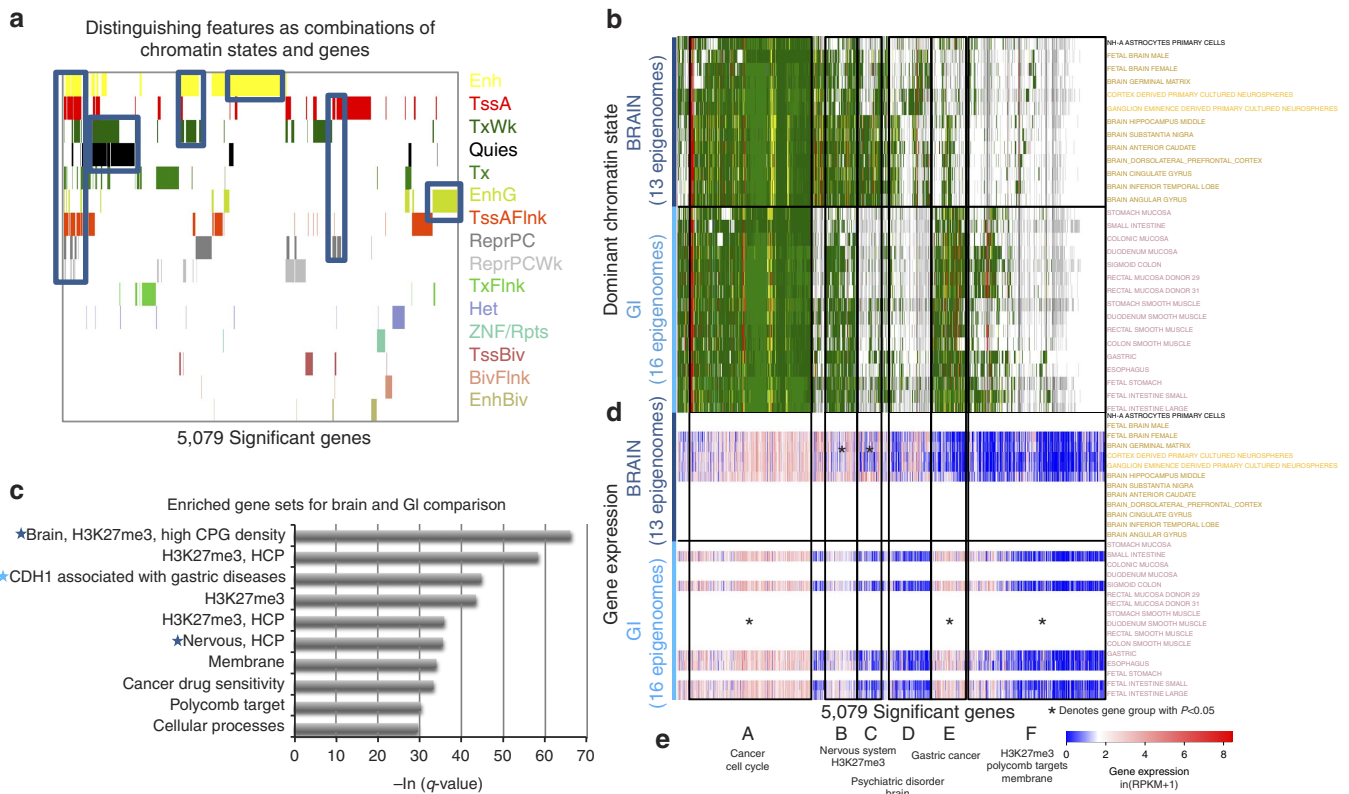 a
Distinguishing features as combinations of
chromatin states and genes
Enh
TssA
TxWk
Quies
Tx
EnhG
TssAFlnk
ReprPC
ReprPCWk
TxFlnk
Het
ZNF/Rpts
TssBiv
BivFlnk
EnhBiv
5,079 Significant genes
b
Dominant chromatin state
BRAIN
(13 epigenoomes)
GI
(16 epigenoomes)
NH-A ASTROCYTES PRIMARY CELLS
FETAL BRAIN MALE
FETAL BRAIN FEMALE
BRAIN GERMINAL MATRIX
CORTEX DERIVED PRIMARY CULTURED NEUROSPHERES
GANGLION EMINENCE DERIVED PRIMARY CULTURED NEUROSPHERES
BRAIN HIPPOCAMPUS MIDDLE
BRAIN SUBSTANTIA NIGRA
BRAIN ANTERIOR CAUDATE
BRAIN_DORSOLATERAL_PREFRONTAL_CORTEX
BRAIN CINGULATE GYRUS
BRAIN INFERIOR TEMPORAL LOBE
BRAIN ANGULAR GYRUS
STOMACH MUCOSA
SMALL INTESTINE
COLONIC MUCOSA
DUODENUM MUCOSA
SIGMOID COLON
RECTAL MUCOSA DONOR 29
RECTAL MUCOSA DONOR 31
STOMACH SMOOTH MUSCLE
DUODENUM SMOOTH MUSCLE
RECTAL SMOOTH MUSCLE
COLON SMOOTH MUSCLE
GASTRIC
ESOPHAGUS
FETAL STOMACH
FETAL INTESTINE SMALL
FETAL INTESTINE LARGE
c
Enriched gene sets for brain and GI comparison
★Brain, H3K27me3, high CPG density
H3K27me3, HCP
★CDH1 associated with gastric diseases
H3K27me3
H3K27me3, HCP
★Nervous, HCP
Membrane
Cancer drug sensitivity
Polycomb target
Cellular processes
0 10 20 30 40 50 60 70
–ln (q-value)
d
Gene expression
BRAIN
(13 epigenoomes)
GI
(16 epigenoomes)
NH-A ASTROCYTES PRIMARY CELLS
FETAL BRAIN MALE
FETAL BRAIN FEMALE
BRAIN GERMINAL MATRIX
CORTEX DERIVED PRIMARY CULTURED NEUROSPHERES
GANGLION EMINENCE DERIVED PRIMARY CULTURED NEUROSPHERES
BRAIN HIPPOCAMPUS MIDDLE
BRAIN SUBSTANTIA NIGRA
BRAIN ANTERIOR CAUDATE
BRAIN_DORSOLATERAL_PREFRONTAL_CORTEX
BRAIN CINGULATE GYRUS
BRAIN INFERIOR TEMPORAL LOBE
BRAIN ANGULAR GYRUS
STOMACH MUCOSA
SMALL INTESTINE
COLONIC MUCOSA
DUODENUM MUCOSA
SIGMOID COLON
RECTAL MUCOSA DONOR 29
RECTAL MUCOSA DONOR 31
STOMACH SMOOTH MUSCLE
DUODENUM SMOOTH MUSCLE
RECTAL SMOOTH MUSCLE
COLON SMOOTH MUSCLE
GASTRIC
ESOPHAGUS
FETAL STOMACH
FETAL INTESTINE SMALL
FETAL INTESTINE LARGE
* *
* * *
5,079 Significant genes
* Denotes gene group with P<0.05
e
A B C D E F
Cancer
cell cycle
Nervous system
H3K27me3
Psychiatric disorder
brain
Gastric cancer
H3K27me3
polycomb targets
membrane
0 2 4 6 8
Gene expression
in(RPKM+1)